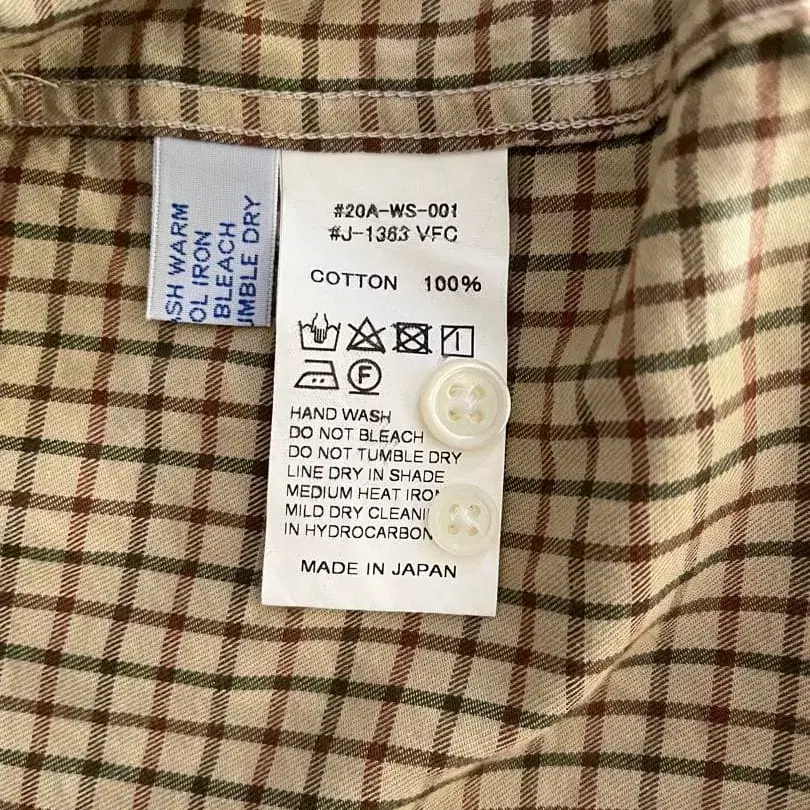 #20A-WS-001
#J-1363 VFC
COTTON 100%
F
HAND WASH
DO NOT BLEACH
DO NOT TUMBLE DRY
LINE DRY IN SHADE
MEDIUM HEAT IRON
MILD DRY CLEANI
IN HYDROCARBON
MADE IN JAPAN
SH WARM
OL IRON
BLEACH
UMBLE DRY